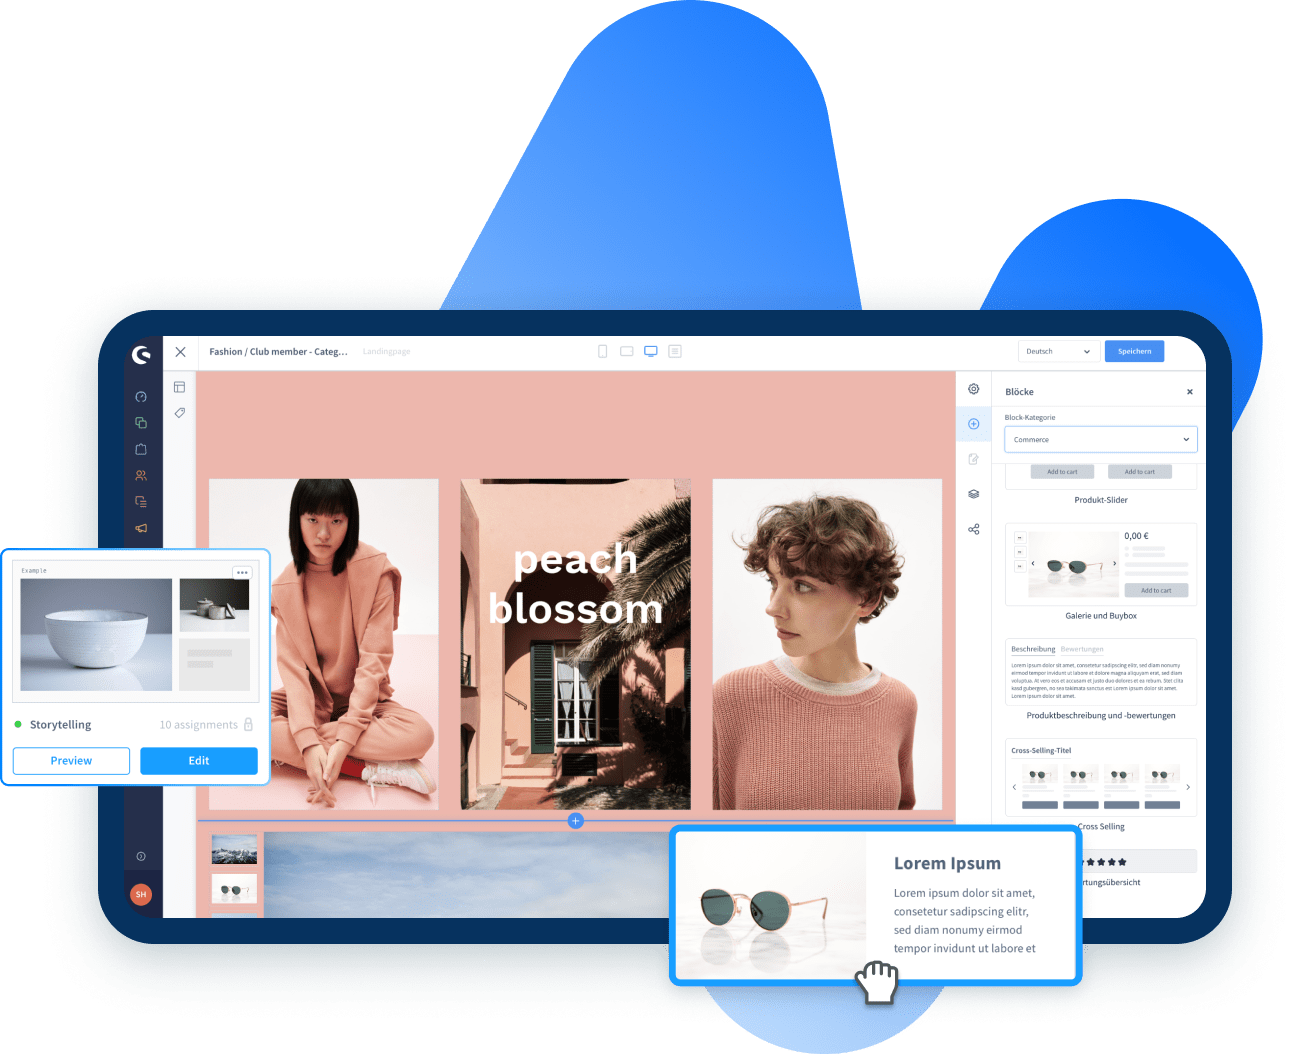 Fashion / Club member - Categ...
Landingpage
Deutsch
Speichern
Blöcke
Block-Kategorie
Commerce
Add to cart
Add to cart
Produkt-Slider
0,00 €
Add to cart
Galerie und Buybox
Beschreibung
Bewertungen
Lorem ipsum dolor sit amet, consetetur sadipscing elitr, sed diam nonumy
eirmod tempor invidunt ut labore et dolore magna aliquyam erat, sed diam
voluptua. At vero eos et accusam et justo duo dolores et ea rebum. Stet clita
kasd gubergren, no sea takimata sanctus est Lorem ipsum dolor sit amet.
Lorem ipsum dolor sit amet.
Produktbeschreibung und -bewertungen
Cross-Selling-Titel
Cross Selling
rtungsübersicht
peach
blossom
Example
Storytelling
10 assignments
Preview
Edit
SH
Lorem Ipsum
Lorem ipsum dolor sit amet,
consetetur sadipscing elitr,
sed diam nonumy eirmod
tempor invidunt ut labore et